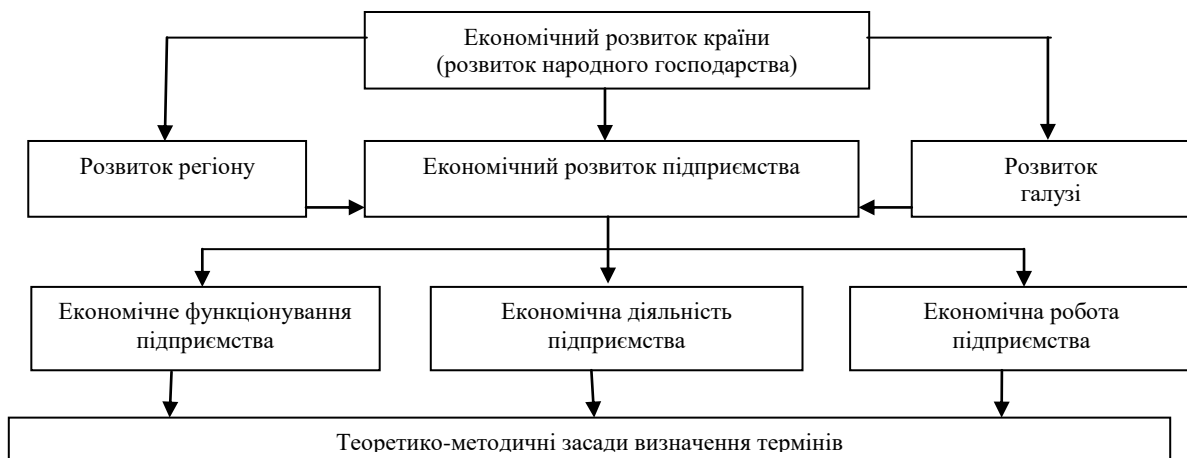 Економічний розвиток країни
(розвиток народного господарства)
Розвиток регіону
Економічний розвиток підприємства
Розвиток
галузі
Економічне функціонування
підприємства
Економічна діяльність
підприємства
Економічна робота
підприємства
Теоретико-методичні засади визначення термінів